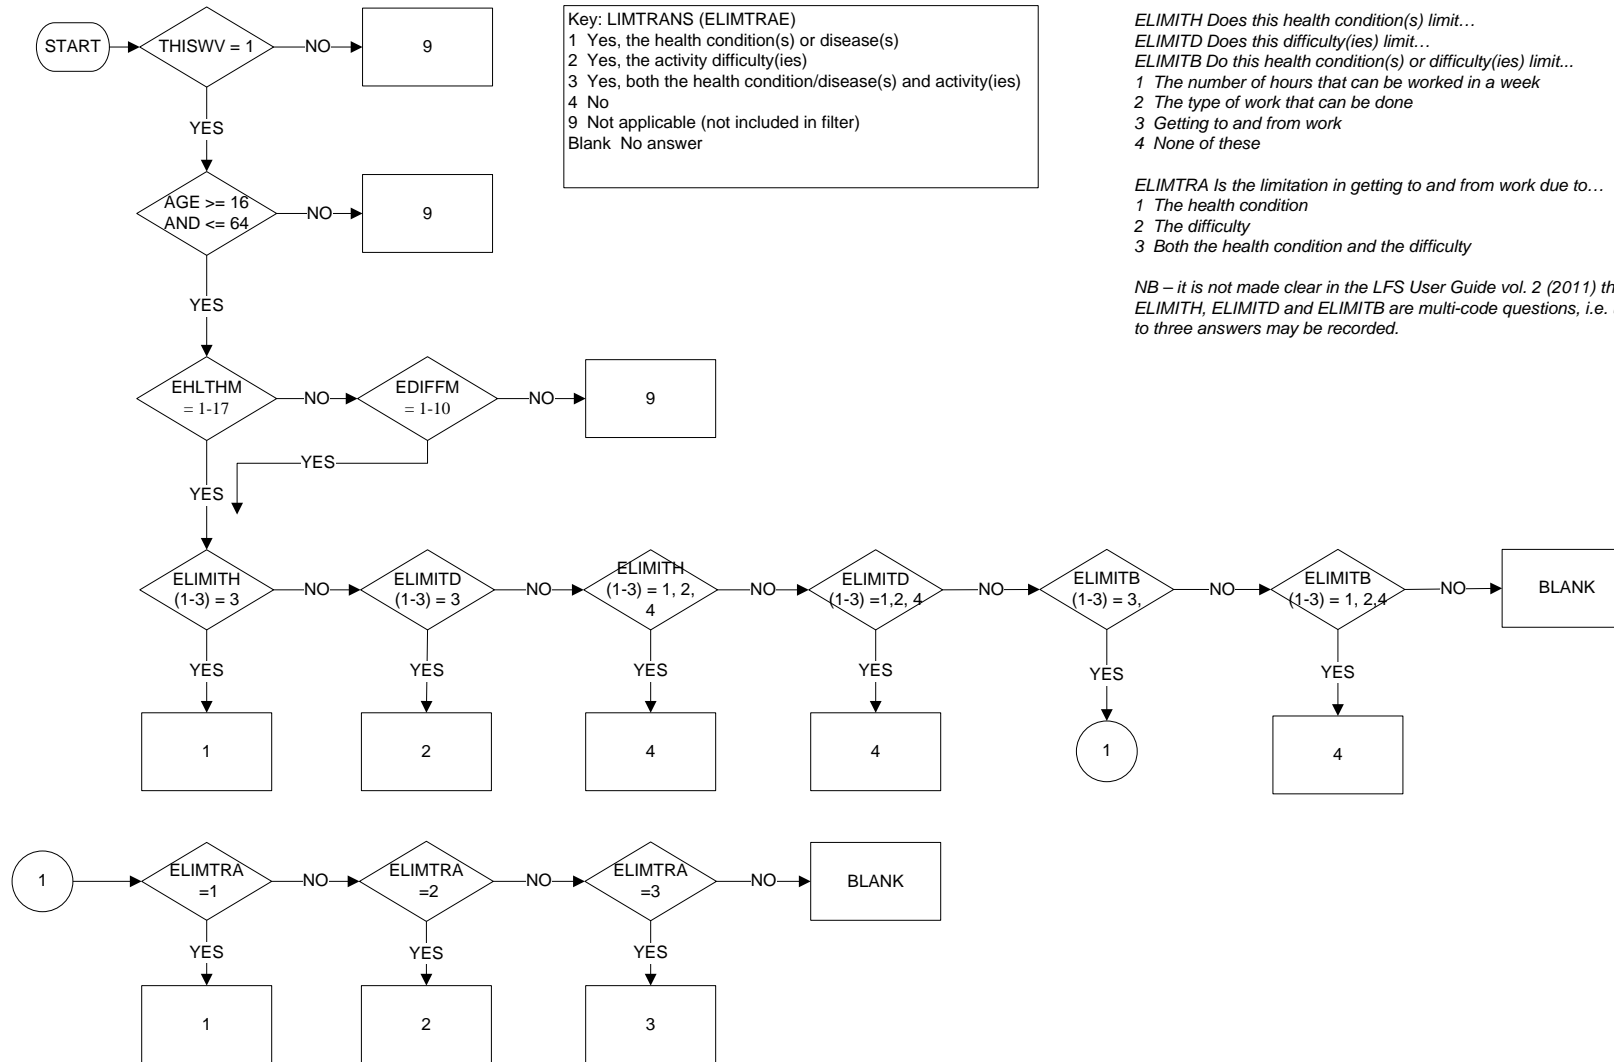 START
THISWV = 1
NO
9
YES
AGE >= 16
AND <= 64
NO
9
YES
Key: LIMTRANS (ELIMTRAE)
1 Yes, the health condition(s) or disease(s)
2 Yes, the activity difficulty(ies)
3 Yes, both the health condition/disease(s) and activity(ies)
4 No
9 Not applicable (not included in filter)
Blank No answer
ELIMITH Does this health condition(s) limit…
ELIMITD Does this difficulty(ies) limit…
ELIMITB Do this health condition(s) or difficulty(ies) limit...
1 The number of hours that can be worked in a week
2 The type of work that can be done
3 Getting to and from work
4 None of these
ELIMTRA Is the limitation in getting to and from work due to…
1 The health condition
2 The difficulty
3 Both the health condition and the difficulty
NB – it is not made clear in the LFS User Guide vol. 2 (2011) th
ELIMITH, ELIMITD and ELIMITB are multi-code questions, i.e.
to three answers may be recorded.
EHLTHM
= 1-17
NO
EDIFFM
= 1-10
NO
9
YES
YES
ELIMITH
(1-3) = 3
NO
ELIMITD
(1-3) = 3
NO
ELIMITH
(1-3) = 1, 2,
4
NO
ELIMITD
(1-3) =1,2, 4
NO
ELIMITB
(1-3) = 3,
NO
ELIMITB
(1-3) = 1, 2,4
NO
BLANK
YES
YES
YES
YES
YES
YES
1
2
4
4
1
4
1
ELIMTRA
=1
NO
ELIMTRA
=2
NO
ELIMTRA
=3
NO
BLANK
YES
YES
YES
1
2
3